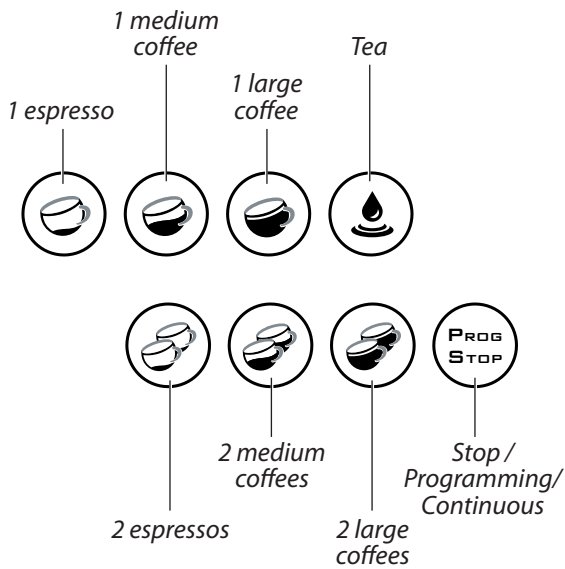 1 medium
coffee
Tea
1 large
coffee
1 espresso
PROG
STOP
2 medium
coffees
Stop /
Programming/
Continuous
2 espressos
2 large
coffees